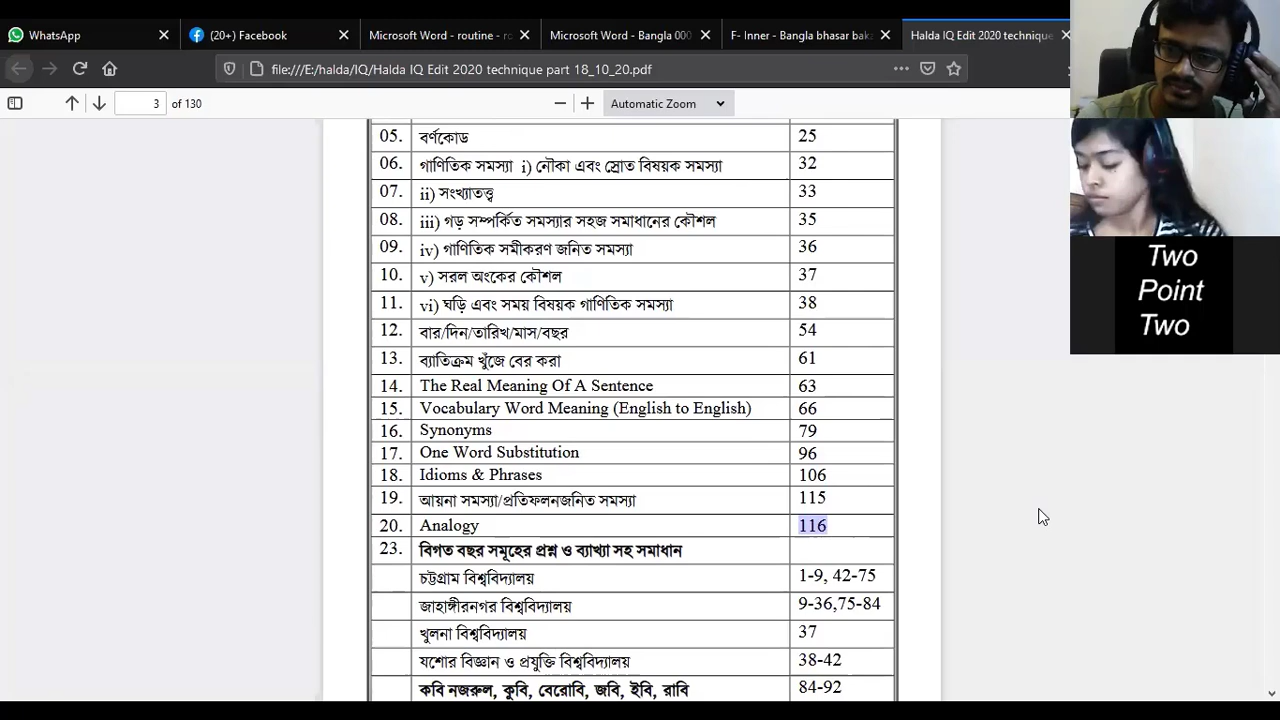 WhatsApp
(20+) Facebook
Microsoft Word - routine - ro
Microsoft Word - Bangla 000
F- Inner - Bangla bhasar bak
Halda IQ Edit 2020 technique
file:///E:/halda/IQ/Halda IQ Edit 2020 technique part 18_10_20.pdf
3 of 130
Automatic Zoom
05. বর্ণকোড 25
06. গাণিতিক সমস্যা i) নৌকা এবং স্রোত বিষয়ক সমস্যা 32
07. ii) সংখ্যাতত্ত্ব 33
08. iii) গড় সম্পর্কিত সমস্যার সহজ সমাধানের কৌশল 35
09. iv) গাণিতিক সমীকরণ জনিত সমস্যা 36
10. v) সরল অংকের কৌশল 37
11. vi) ঘড়ি এবং সময় বিষয়ক গাণিতিক সমস্যা 38
12. বার/দিন/তারিখ/মাস/বছর 54
13. ব্যাতিক্রম খুঁজে বের করা 61
14. The Real Meaning Of A Sentence 63
15. Vocabulary Word Meaning (English to English) 66
16. Synonyms 79
17. One Word Substitution 96
18. Idioms & Phrases 106
19. আয়না সমস্যা/প্রতিফলনজনিত সমস্যা 115
20. Analogy 116
23. বিগত বছর সমূহের প্রশ্ন ও ব্যাখ্যা সহ সমাধান
চট্টগ্রাম বিশ্ববিদ্যালয় 1-9, 42-75
জাহাঙ্গীরনগর বিশ্ববিদ্যালয় 9-36,75-84
খুলনা বিশ্ববিদ্যালয় 37
যশোর বিজ্ঞান ও প্রযুক্তি বিশ্ববিদ্যালয় 38-42
কবি নজরুল, কুবি, বেরোবি, জবি, ইবি, রাবি 84-92
Two
Point
Two